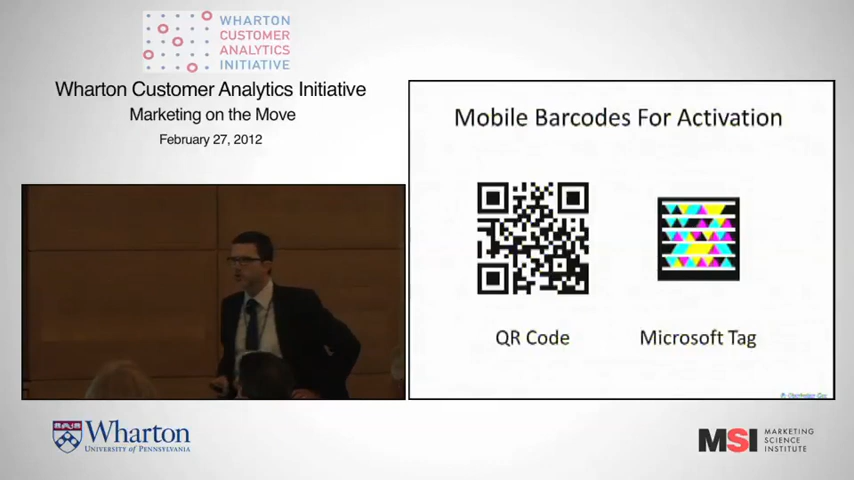 WHARTON
CUSTOMER
ANALYTICS
INITIATIVE
Wharton Customer Analytics Initiative
Marketing on the Move
February 27, 2012
Mobile Barcodes For Activation
QR Code
Microsoft Tag
Wharton
UNIVERSITY of PENNSYLVANIA
MSI
MARKETING
SCIENCE
INSTITUTE